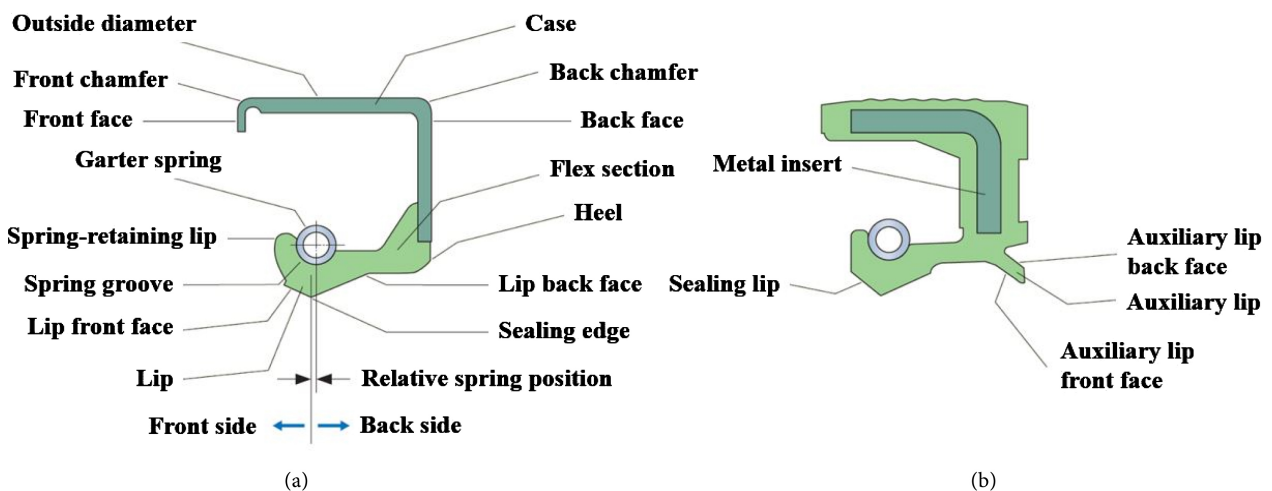 Outside diameter
Case
Front chamfer
Back chamfer
Front face
Back face
Garter spring
Flex section
Heel
Spring-retaining lip
Spring groove
Lip back face
Lip front face
Sealing edge
Lip
Relative spring position
Front side
Back side
(a)
Metal insert
Sealing lip
Auxiliary lip
back face
Auxiliary lip
Auxiliary lip
front face
(b)